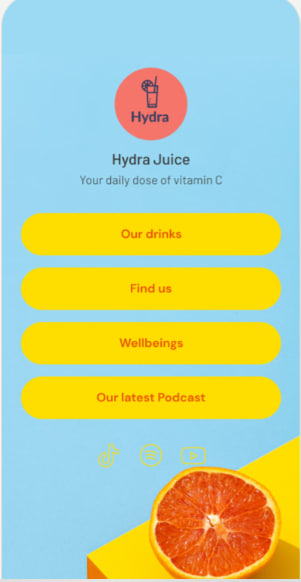 Hydra
Hydra Juice
Your daily dose of vitamin C
Our drinks
Find us
Wellbeings
Our latest Podcast